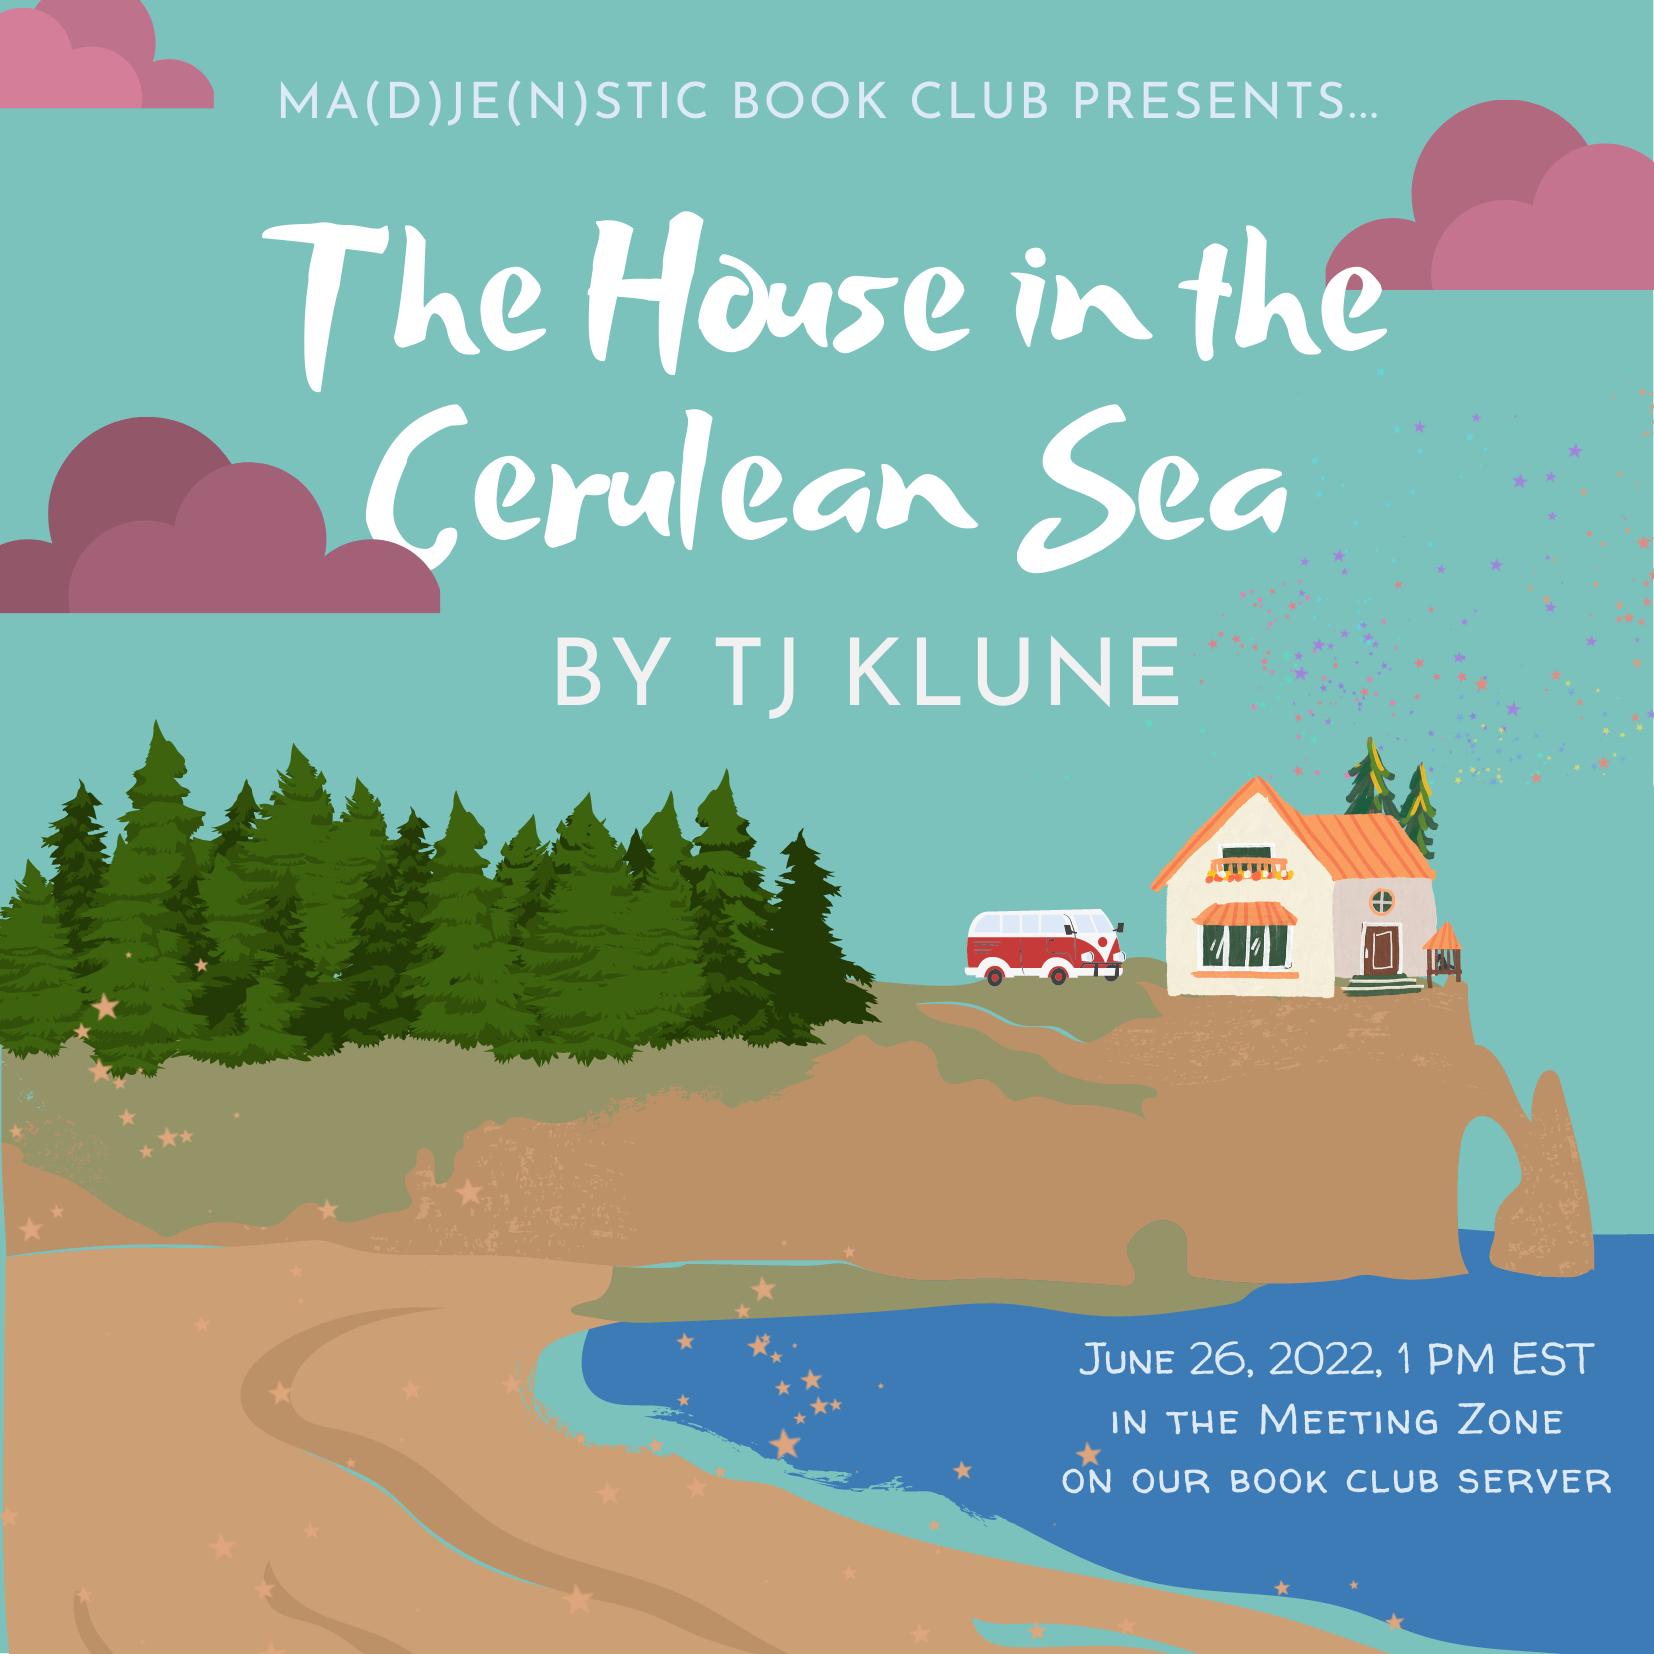 MA(D)JE(N)STIC BOOK CLUB PRESENTS...
The House in the
Cerulean Sea
BY TJ KLUNE
June 26, 2022, 1 PM EST
in the Meeting Zone
on our book club server